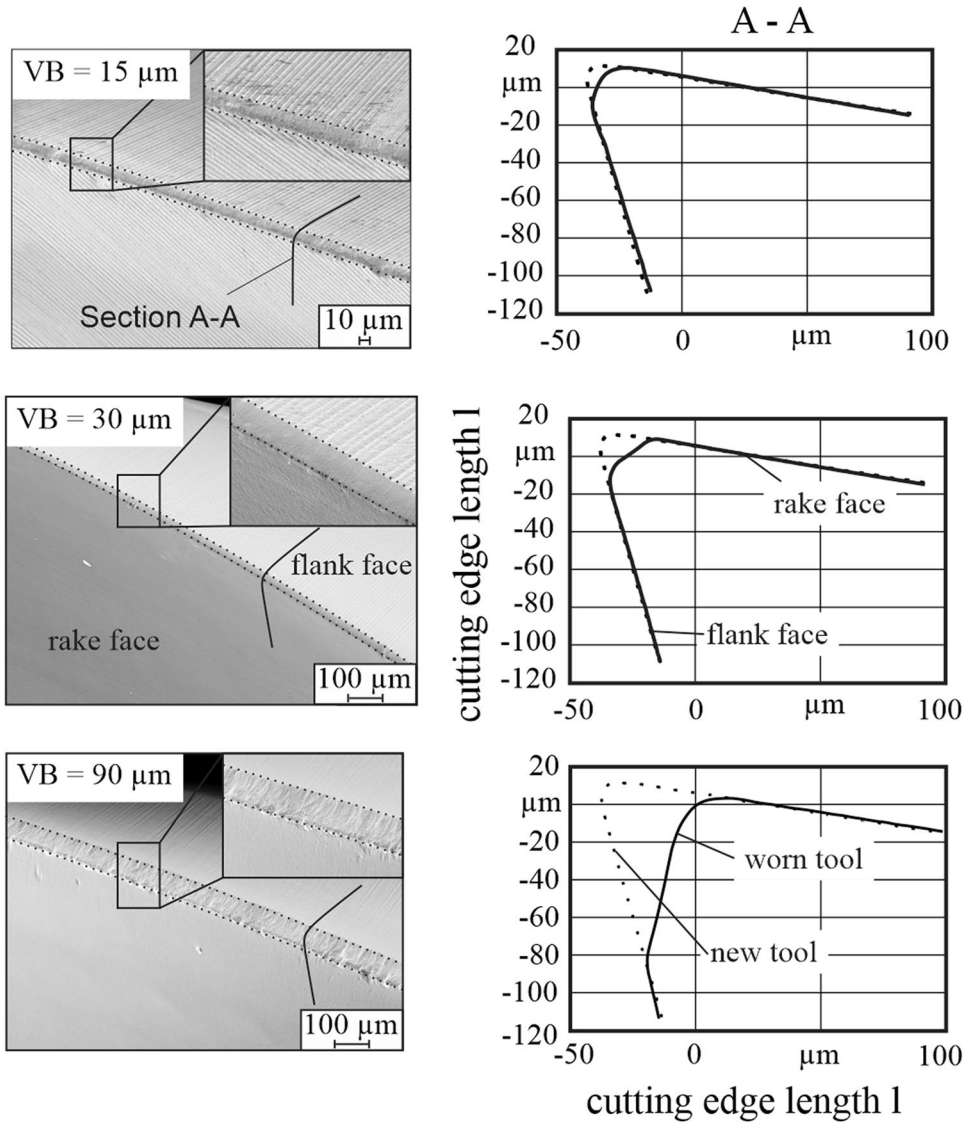 A - A
VB = 15 µm
Section A-A
10 µm
20
µm
-20
-40
-60
-80
-100
-120
-50
0
µm
100
VB = 30 µm
flank face
rake face
100 µm
cutting edge length l
20
µm
-20
-40
-60
-80
-100
-120
rake face
flank face
-50
0
µm
100
VB = 90 µm
100 µm
20
µm
-20
-40
-60
-80
-100
-120
worn tool
new tool
-50
0
µm
100
cutting edge length l